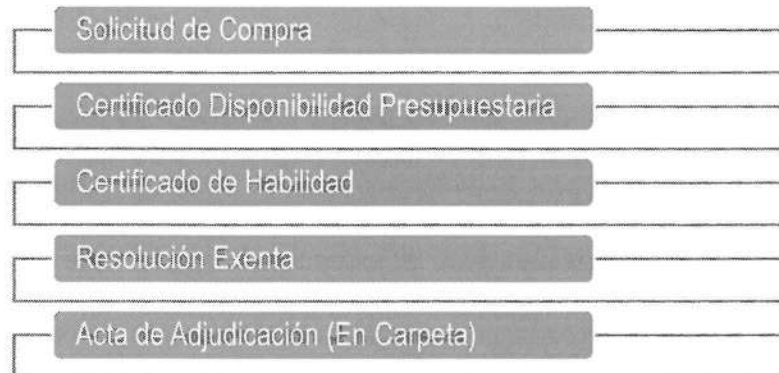 Solicitud de Compra
Certificado Disponibilidad Presupuestaria
Certificado de Habilidad
Resolución Exenta
Acta de Adjudicación (En Carpeta)